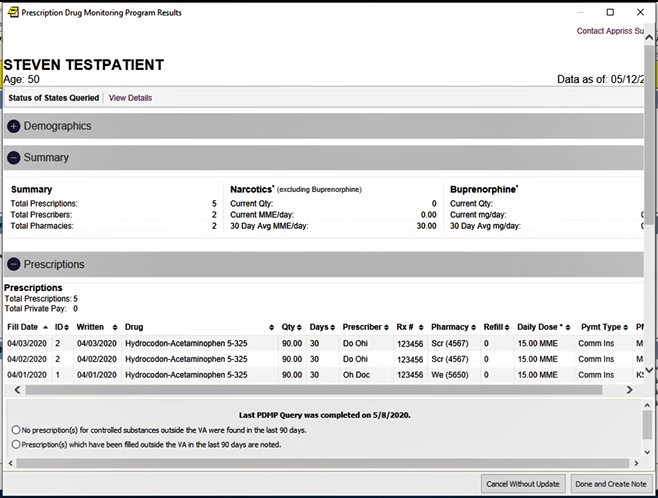 Prescription Drug Monitoring Program Results
Contact Appriss Su
STEVEN TESTPATIENT
Age: 50
Data as of: 05/12/2
Status of States Queried View Details
Demographics
Summary
Summary Narcotics* (excluding Buprenorphine) Buprenorphine*
Total Prescriptions: 5 Current Qty: 0 Current Qty:
Total Prescribers: 2 Current MME/day: 0.00 Current mg/day:
Total Pharmacies: 2 30 Day Avg MME/day: 30.00 30 Day Avg mg/day:
Prescriptions
Prescriptions
Total Prescriptions: 5
Total Private Pay: 0
Fill Date ID Written Drug Qty Days Prescriber Rx # Pharmacy Refill Daily Dose * Pymt Type PM
04/03/2020 2 04/03/2020 Hydrocodon-Acetaminophen 5-325 90.00 30 Do Ohi 123456 Scr (4567) 0 15.00 MME Comm Ins M
04/02/2020 2 04/02/2020 Hydrocodon-Acetaminophen 5-325 90.00 30 Do Ohi 123456 Scr (4567) 0 15.00 MME Comm Ins M
04/01/2020 1 04/01/2020 Hydrocodon-Acetaminophen 5-325 90.00 30 Oh Doc 123456 We (5650) 0 15.00 MME Comm Ins KS
Last PDMP Query was completed on 5/8/2020.
No prescription(s) for controlled substances outside the VA were found in the last 90 days.
Prescription(s) which have been filled outside the VA in the last 90 days are noted.
Cancel Without Update Done and Create Note